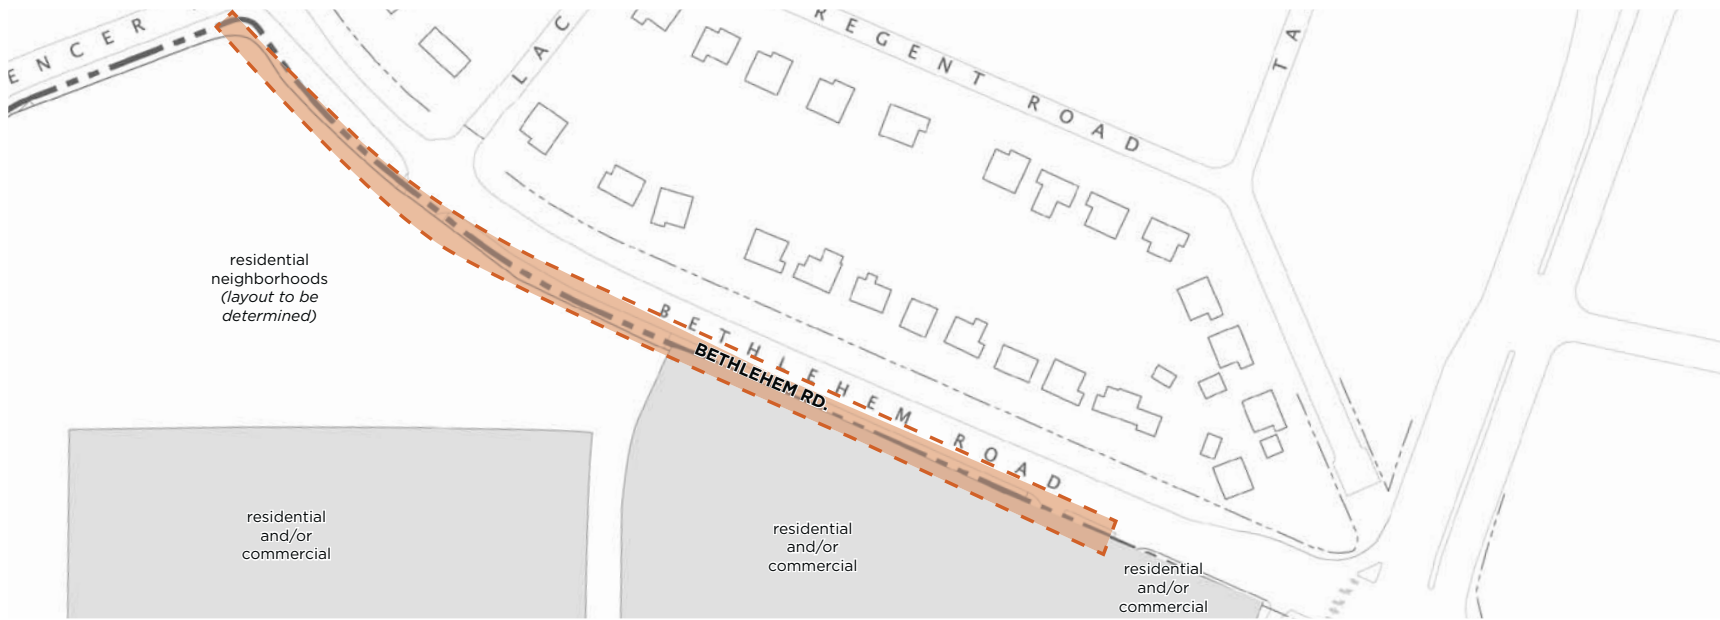 ENCER
LAC
REGENT ROAD
TA
residential
neighborhoods
(layout to be
determined)
BETHLEHEM ROAD
BETHLEHEM RD.
residential
and/or
commercial
residential
and/or
commercial
residential
and/or
commercial